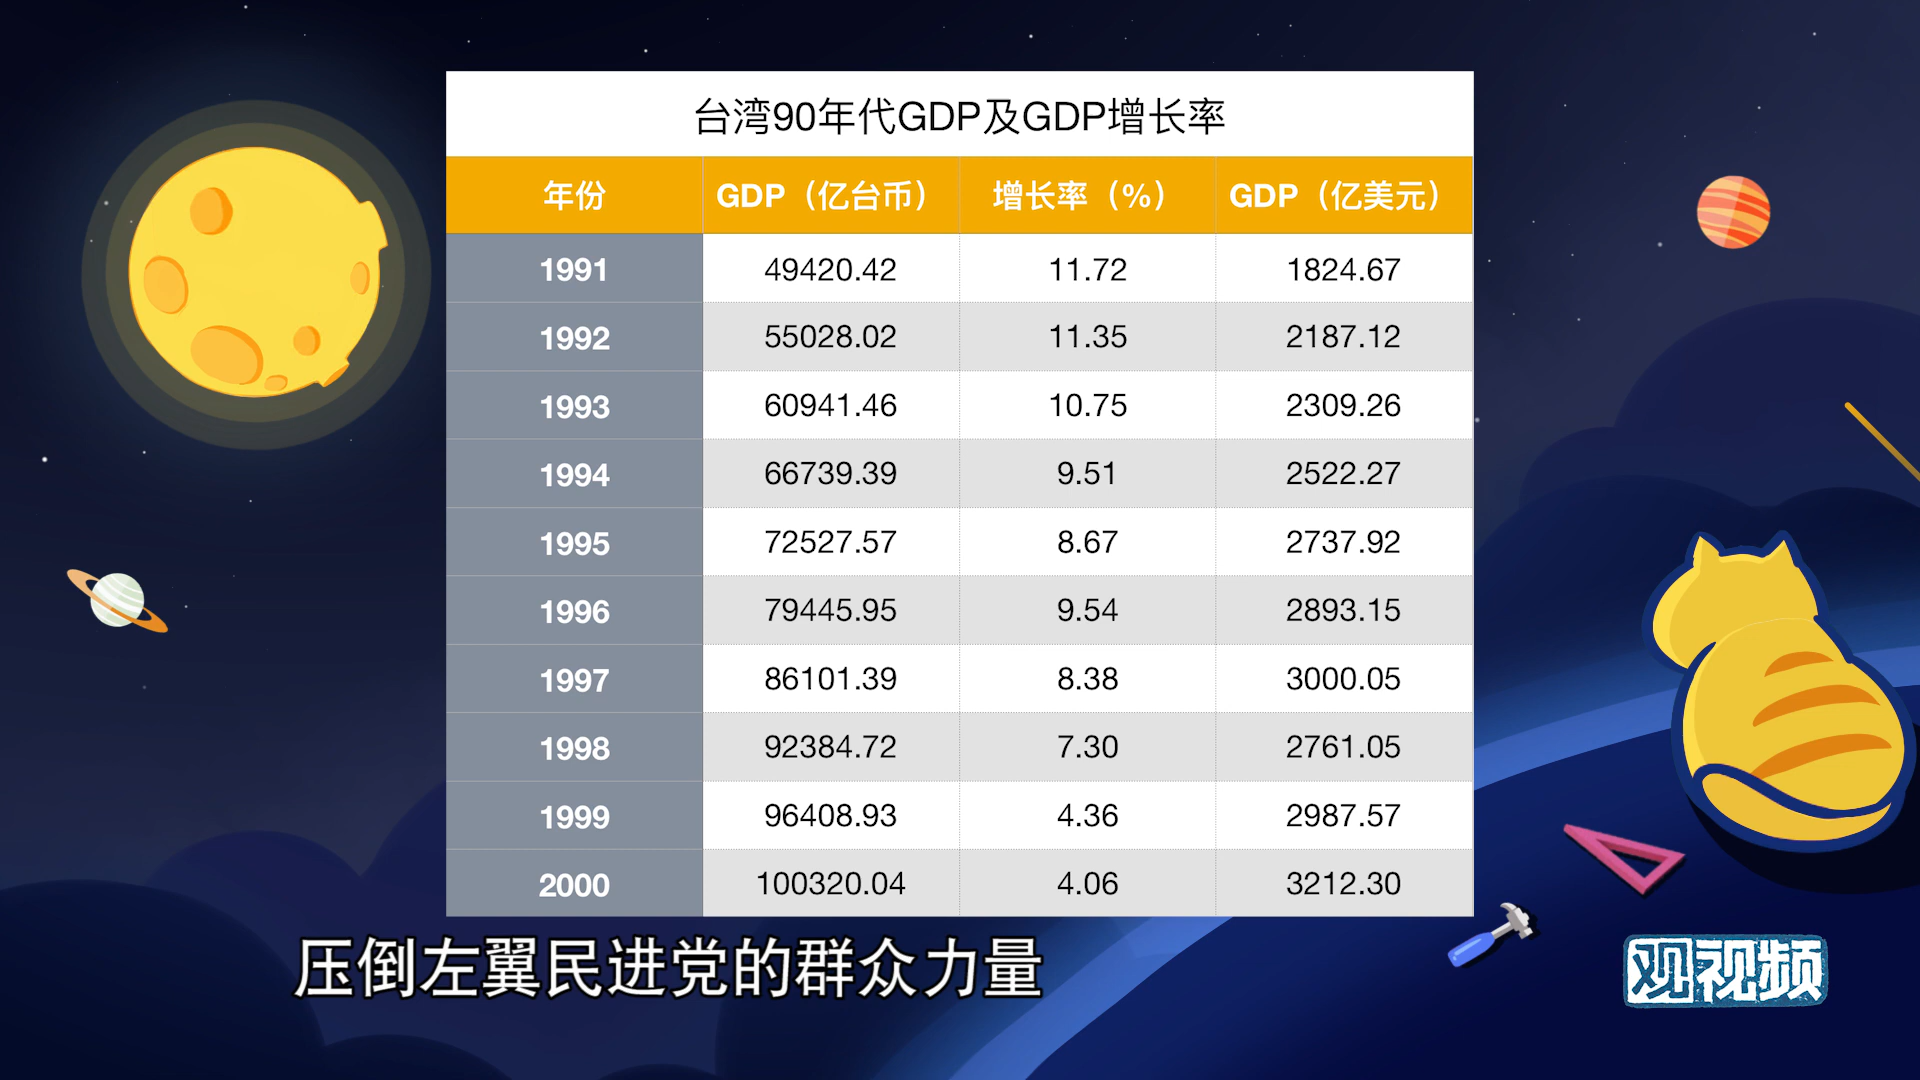 台湾90年代GDP及GDP增长率
年份 GDP（亿台币） 增长率（%） GDP（亿美元）
1991 49420.42 11.72 1824.67
1992 55028.02 11.35 2187.12
1993 60941.46 10.75 2309.26
1994 66739.39 9.51 2522.27
1995 72527.57 8.67 2737.92
1996 79445.95 9.54 2893.15
1997 86101.39 8.38 3000.05
1998 92384.72 7.30 2761.05
1999 96408.93 4.36 2987.57
2000 100320.04 4.06 3212.30
压倒左翼民进党的群众力量
观视频